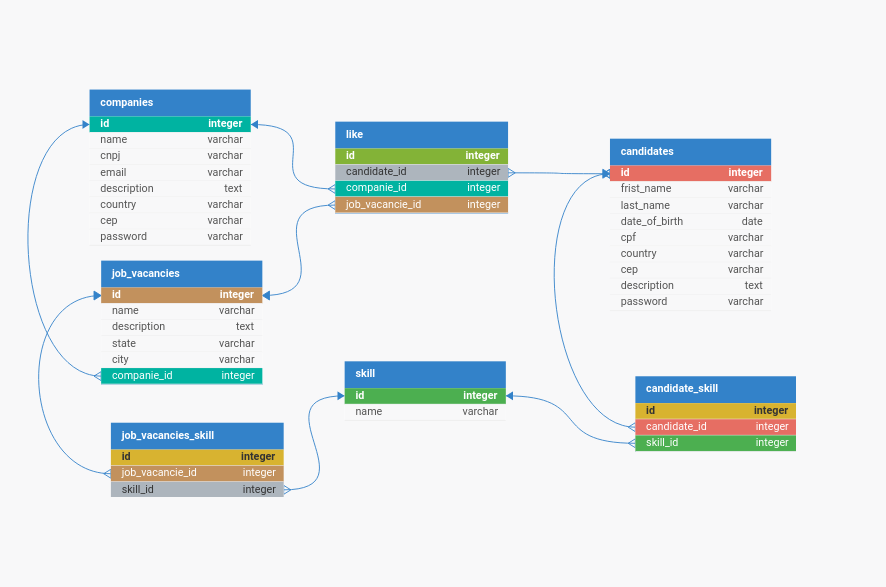 companies
id integer
name varchar
cnpj varchar
email varchar
description text
country varchar
cep varchar
password varchar
like
id integer
candidate_id integer
companie_id integer
job_vacancie_id integer
candidates
id integer
frist_name varchar
last_name varchar
date_of_birth date
cpf varchar
country varchar
cep varchar
description text
password varchar
job_vacancies
id integer
name varchar
description text
state varchar
city varchar
companie_id integer
skill
id integer
name varchar
candidate_skill
id integer
candidate_id integer
skill_id integer
job_vacancies_skill
id integer
job_vacancie_id integer
skill_id integer